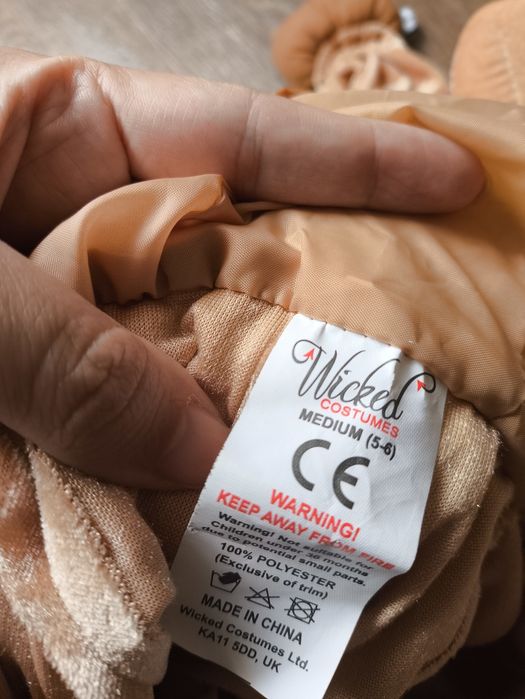 Wicked
COSTUMES
MEDIUM (5-6)
CE
WARNING!
KEEP AWAY FROM FIRE
Warning! Not suitable for
Children under 36 months
due to potential small parts.
100% POLYESTER
(Exclusive of trim)
MADE IN CHINA
Wicked Costumes Ltd.
KA11 5DD, UK